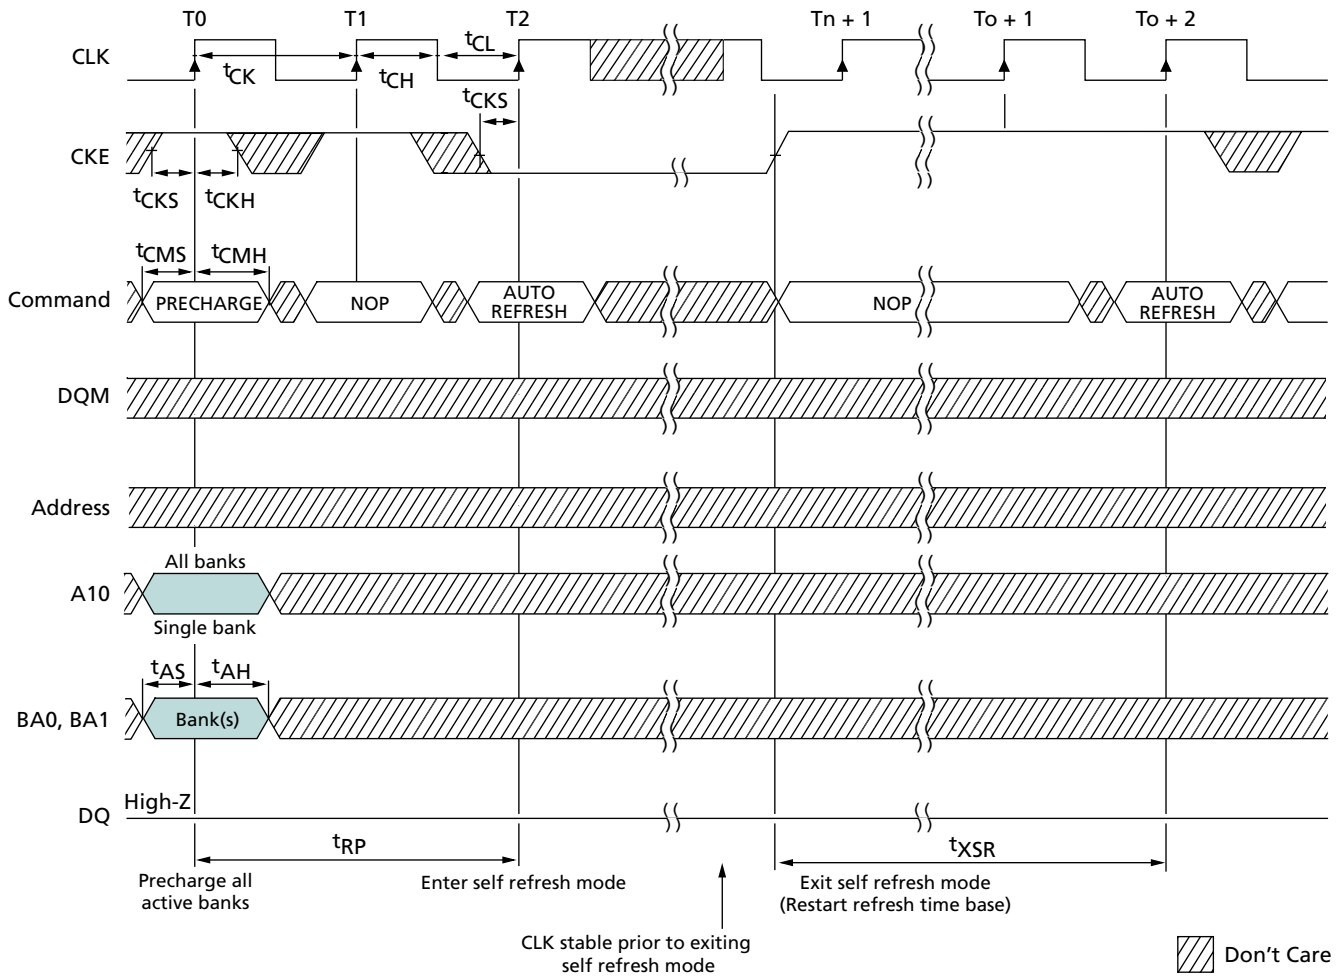 T0 T1 T2 Tn + 1 To + 1 To + 2
CLK
tCK tCH tCL
tCKS
CKE
tCKS tCKH
tCMS tCMH
Command PRECHARGE NOP AUTO REFRESH NOP AUTO REFRESH
DQM
Address
All banks
A10
Single bank
tAS tAH
BA0, BA1 Bank(s)
High-Z
DQ
tRP tXSR
Precharge all
active banks
Enter self refresh mode
Exit self refresh mode
(Restart refresh time base)
CLK stable prior to exiting
self refresh mode
Don't Care